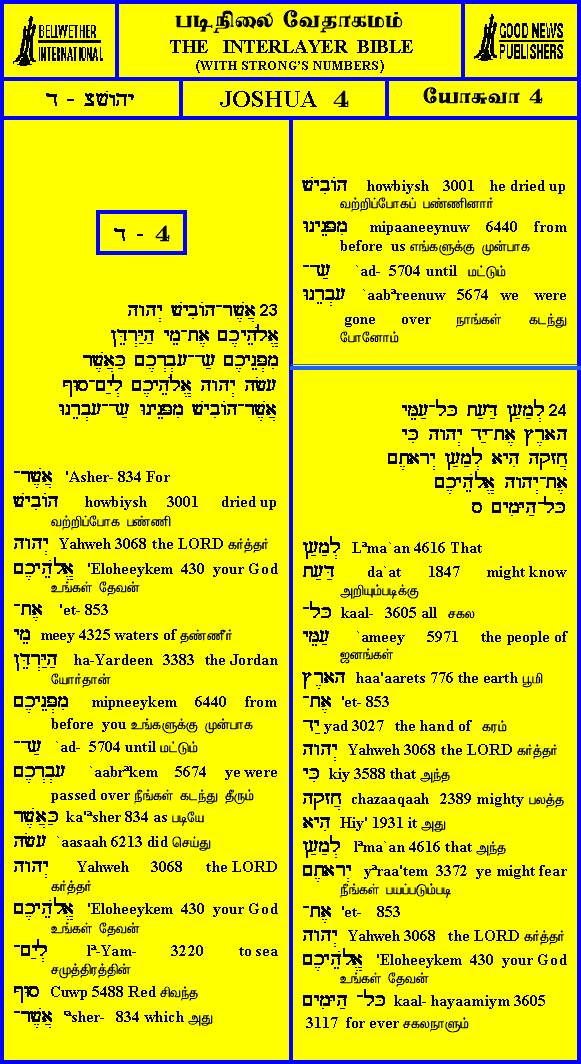 BELLWETHER
INTERNATIONAL
படிநிலை வேதாகமம்
THE INTERLAYER BIBLE
(WITH STRONG'S NUMBERS)
GOOD NEWS
PUBLISHERS
יהושע - ד
JOSHUA 4
யோசுவா 4
ד - 4
23 אֲשֶׁר־הוֹבִישׁ יְהוָה
אֱלֹהֵיכֶם אֶת־מֵי הַיַּרְדֵּן
מִפְּנֵיכֶם עַד־עָבְרְכֶם כַּאֲשֶׁר
עָשָׂה יְהוָה אֱלֹהֵיכֶם לְיַם־סוּף
אֲשֶׁר־הוֹבִישׁ מִפָּנֵינוּ עַד־עָבְרֵנוּ
אֲשֶׁר־ 'Asher- 834 For
הוֹבִישׁ howbiysh 3001 dried up
வற்றிப்போக பண்ணி
יְהוָה Yahweh 3068 the LORD கர்த்தர்
אֱלֹהֵיכֶם 'Eloheeykem 430 your God
உங்கள் தேவன்
אֶת־ 'et- 853
מֵי meey 4325 waters of தண்ணீர்
הַיַּרְדֵּן ha-Yardeen 3383 the Jordan
யோர்தான்
מִפְּנֵיכֶם mipneeykem 6440 from
before you உங்களுக்கு முன்பாக
עַד־ `ad- 5704 until மட்டும்
עָבְרְכֶם `aabrªkem 5674 ye were
passed over நீங்கள் கடந்து தீரும்
כַּאֲשֶׁר ka'ªsher 834 as படியே
עָשָׂה `aasaah 6213 did செய்து
יְהוָה Yahweh 3068 the LORD
கர்த்தர்
אֱלֹהֵיכֶם 'Eloheeykem 430 your God
உங்கள் தேவன்
לְיַם־ lª-Yam- 3220 to sea
சமுத்திரத்தின்
סוּף Cuwp 5488 Red சிவந்த
אֲשֶׁר־ ªsher- 834 which அது
הוֹבִישׁ howbiysh 3001 he dried up
வற்றிப்போகப் பண்ணினார்
מִפָּנֵינוּ mipaaneeynuw 6440 from
before us எங்களுக்கு முன்பாக
עַד־ `ad- 5704 until மட்டும்
עָבְרֵנוּ `aabªreenuw 5674 we were
gone over நாங்கள் கடந்து
போனோம்
24 לְמַעַן דַּעַת כָּל־עַמֵּי
הָאָרֶץ אֶת־יַד יְהוָה כִּי
חֲזָקָה הִיא לְמַעַן יְרָאתֶם
אֶת־יְהוָה אֱלֹהֵיכֶם
כָּל־הַיָּמִים ס
לְמַעַן Lªma`an 4616 That
דַּעַת da`at 1847 might know
அறியும்படிக்கு
כָּל־ kaal- 3605 all சகல
עַמֵּי `ameey 5971 the people of
ஜனங்கள்
הָאָרֶץ haa'aarets 776 the earth பூமி
אֶת־ 'et- 853
יַד yad 3027 the hand of கரம்
יְהוָה Yahweh 3068 the LORD கர்த்தர்
כִּי kiy 3588 that அந்த
חֲזָקָה chazaaqaah 2389 mighty பலத்த
הִיא Hiy' 1931 it அது
לְמַעַן lªma`an 4616 that அந்த
יְרָאתֶם yªraa'tem 3372 ye might fear
நீங்கள் பயப்படும்படி
אֶת־ 'et- 853
יְהוָה Yahweh 3068 the LORD கர்த்தர்
אֱלֹהֵיכֶם 'Eloheeykem 430 your God
உங்கள் தேவன்
כָּל־ הַיָּמִים kaal- hayaamiym 3605
3117 for ever சகலநாளும்